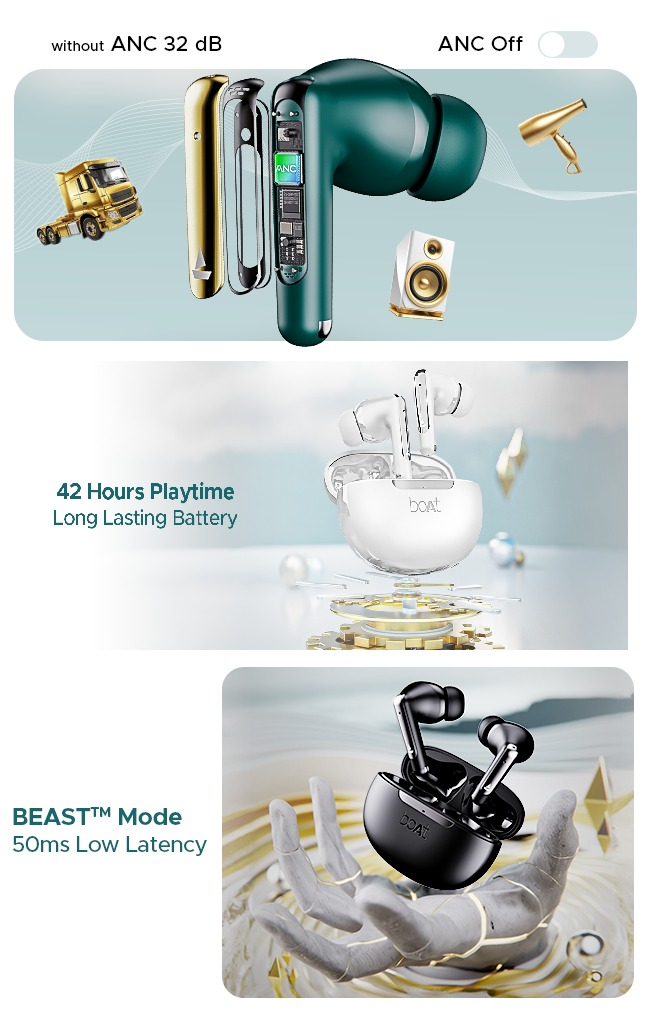 without ANC 32 dB
ANC Off
ANC
42 Hours Playtime
Long Lasting Battery
boAt
BEAST™ Mode
50ms Low Latency
boAt